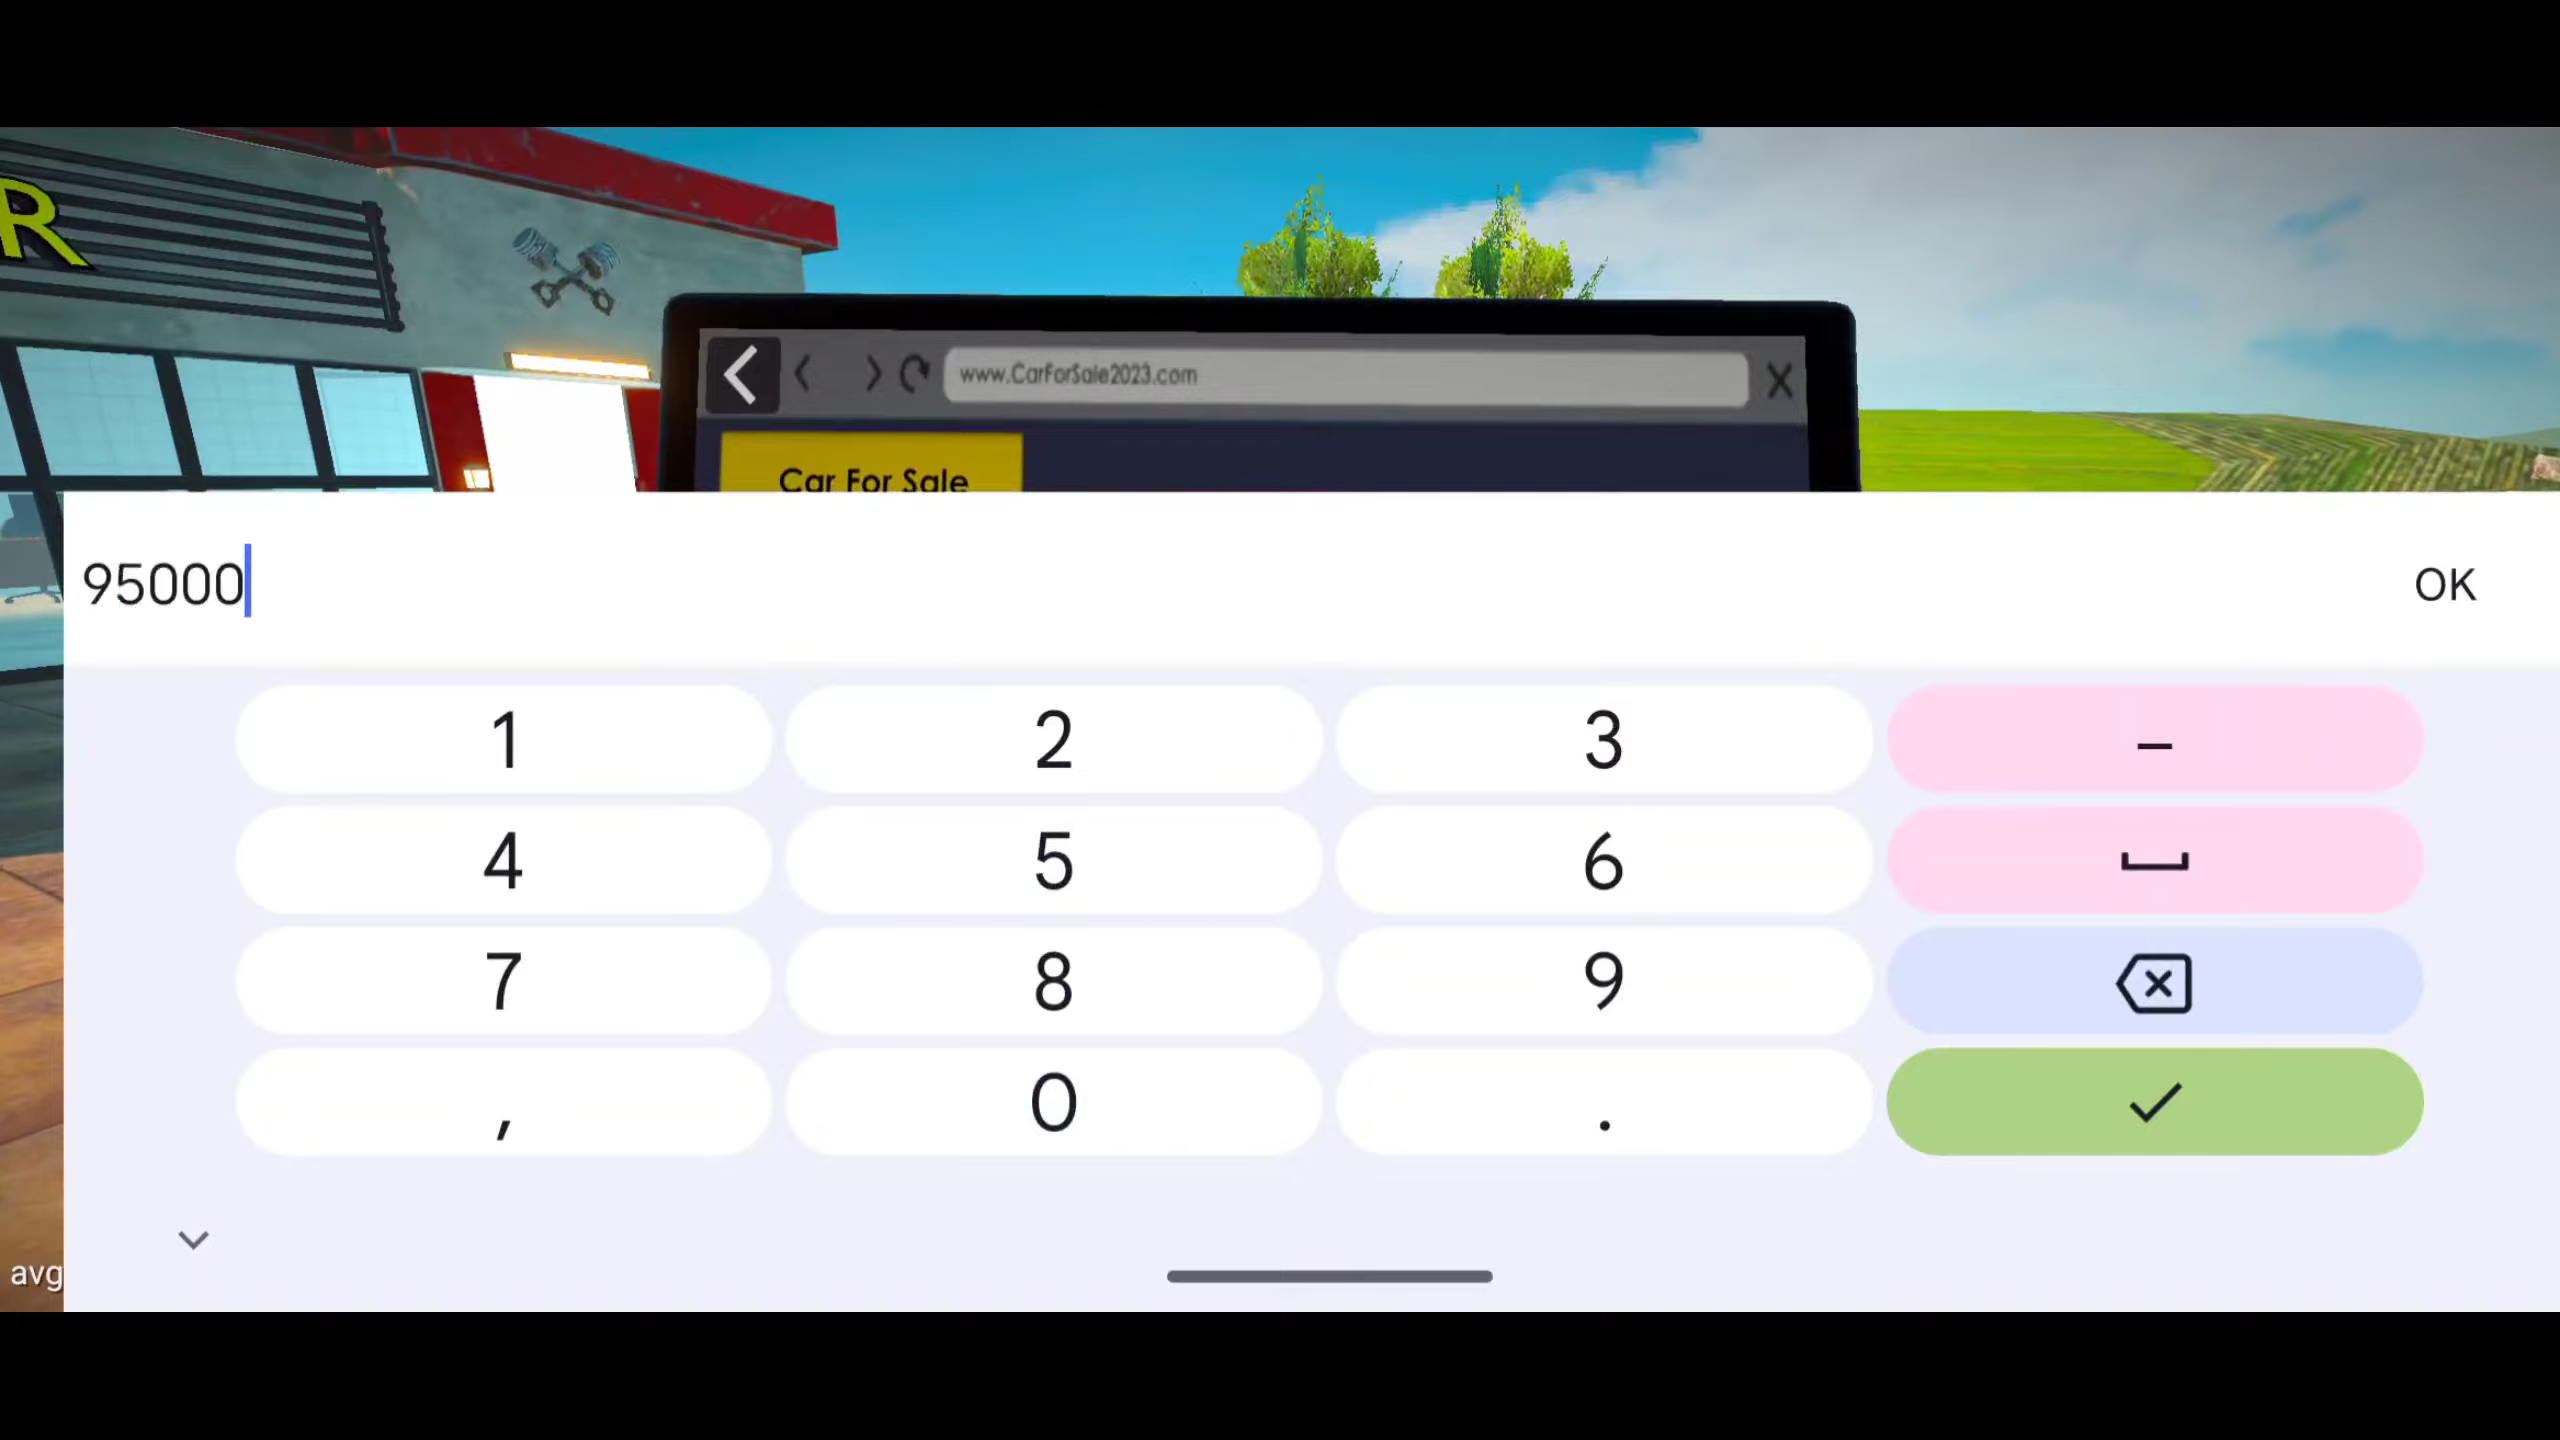 R
www.CarForSale2023.com
Car For Sale
95000
OK
1 2 3 –
4 5 6
7 8 9
, 0 .
avg